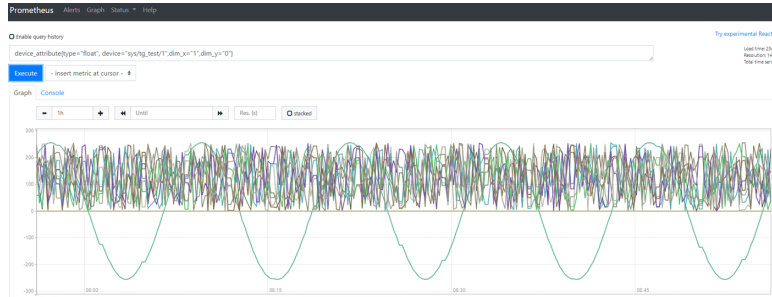 Prometheus Alerts Graph Status Help
Enable query history
Try experimental React
device_attribute{type="float", device="sys/tg_test/1",dim_x="1",dim_y="0"}
Load time: 23
Resolution: 14
Total time seri
Execute - insert metric at cursor -
Graph Console
- 1h + Until Res. (s) stacked
300
200
100
0
-100
-200
-300
00:00 00:15 00:30 00:45